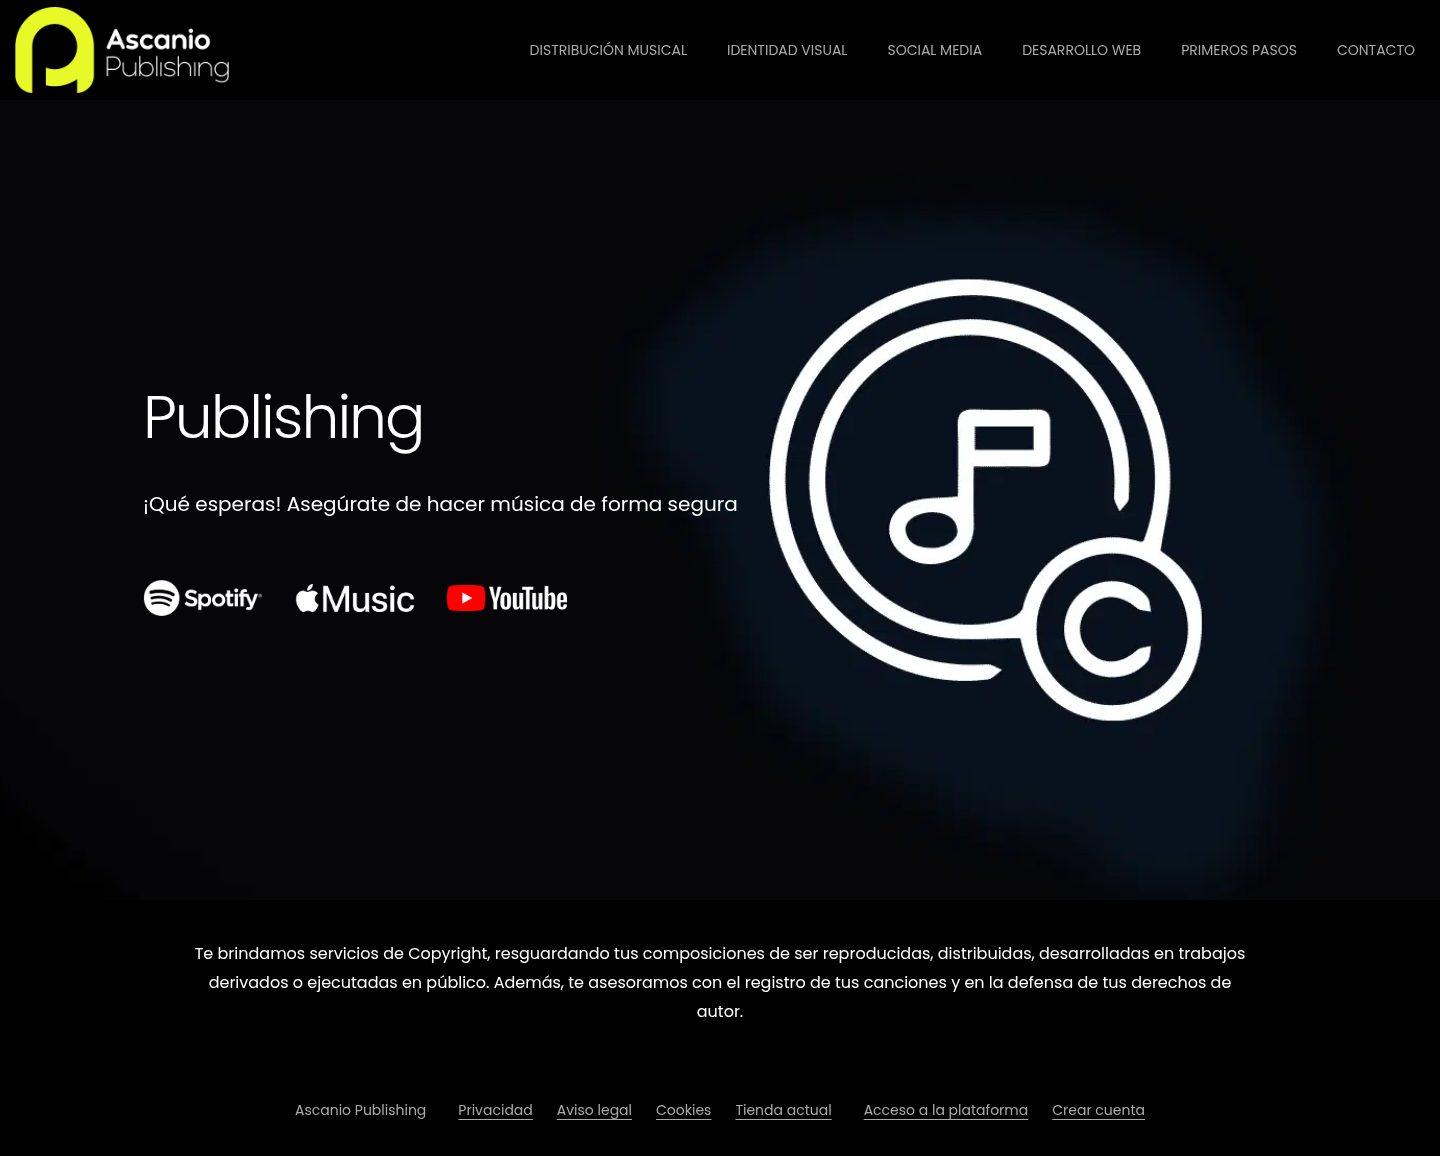 Ascanio
Publishing
DISTRIBUCIÓN MUSICAL
IDENTIDAD VISUAL
SOCIAL MEDIA
DESARROLLO WEB
PRIMEROS PASOS
CONTACTO
Publishing
¡Qué esperas! Asegúrate de hacer música de forma segura
Spotify
Music
YouTube
C
Te brindamos servicios de Copyright, resguardando tus composiciones de ser reproducidas, distribuidas, desarrolladas en trabajos
derivados o ejecutadas en público. Además, te asesoramos con el registro de tus canciones y en la defensa de tus derechos de
autor.
Ascanio Publishing
Privacidad
Aviso legal
Cookies
Tienda actual
Acceso a la plataforma
Crear cuenta